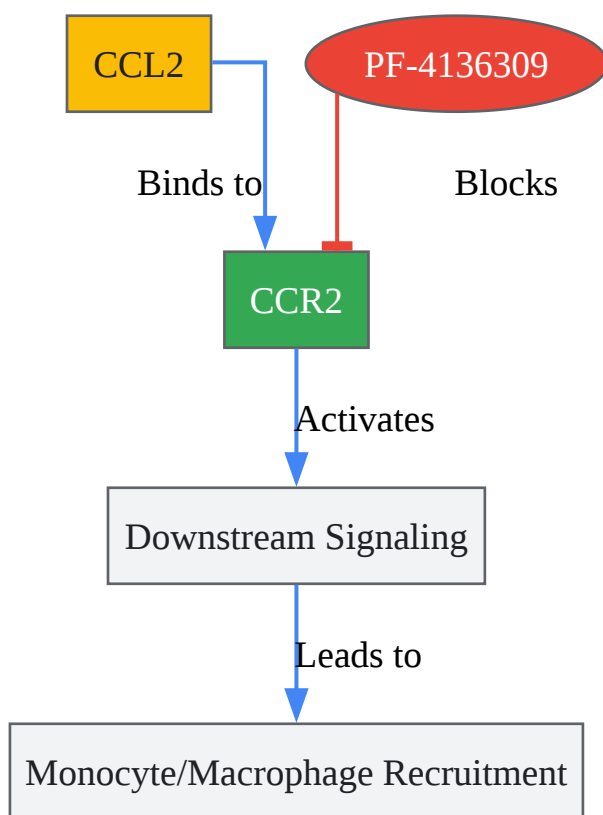 CCL2
PF-4136309
Binds to
Blocks
CCR2
Activates
Downstream Signaling
Leads to
Monocyte/Macrophage Recruitment